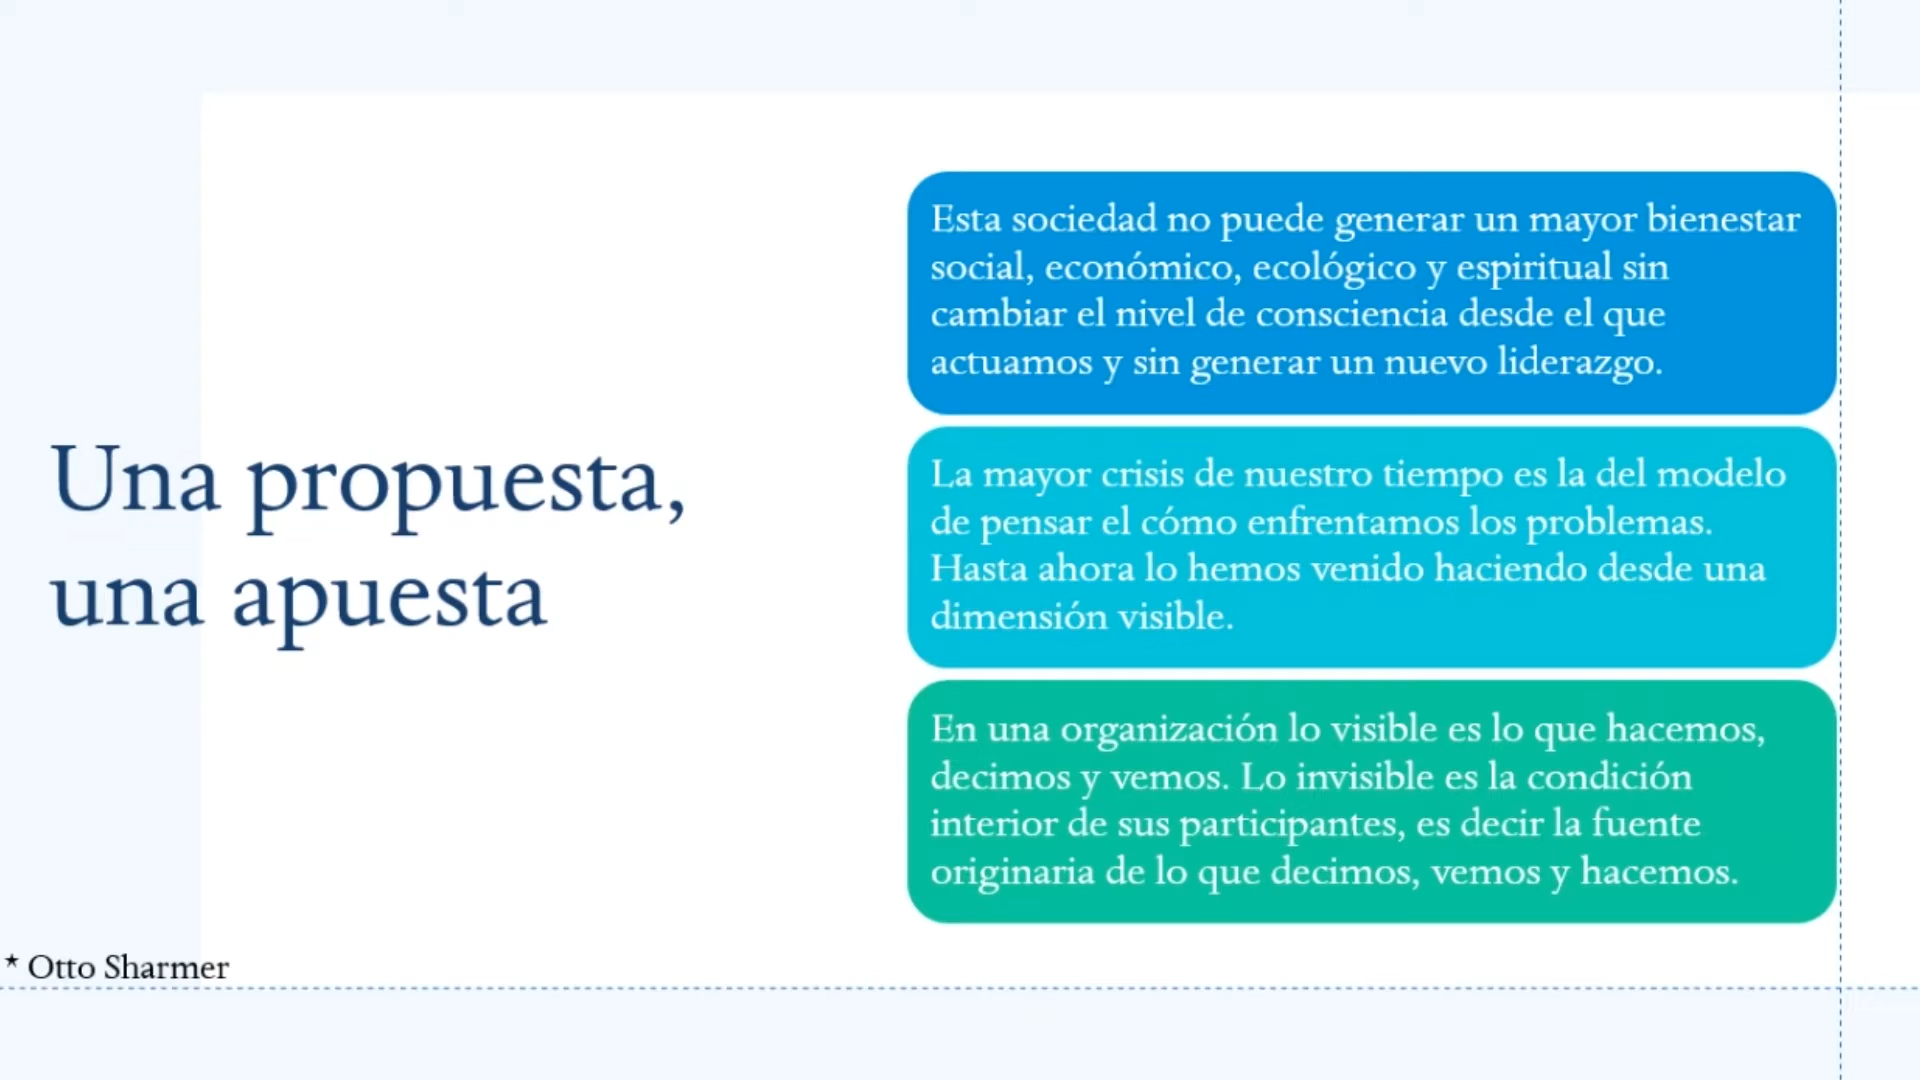 Una propuesta,
una apuesta
Esta sociedad no puede generar un mayor bienestar
social, económico, ecológico y espiritual sin
cambiar el nivel de consciencia desde el que
actuamos y sin generar un nuevo liderazgo.
La mayor crisis de nuestro tiempo es la del modelo
de pensar el cómo enfrentamos los problemas.
Hasta ahora lo hemos venido haciendo desde una
dimensión visible.
En una organización lo visible es lo que hacemos,
decimos y vemos. Lo invisible es la condición
interior de sus participantes, es decir la fuente
originaria de lo que decimos, vemos y hacemos.
* Otto Sharmer